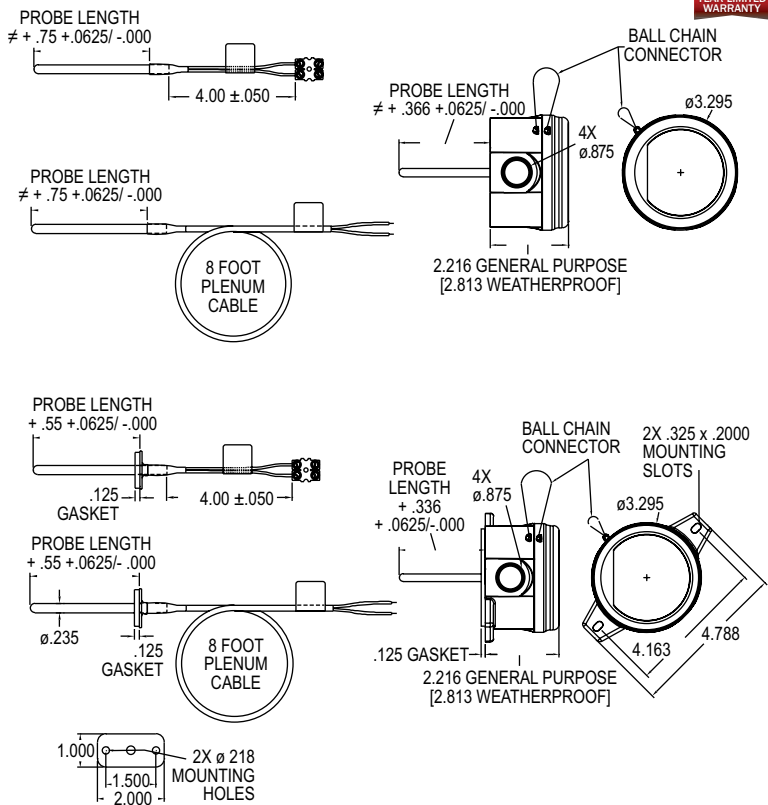 YEAR LIMITED
WARRANTY
PROBE LENGTH
≠ + .75 +.0625/ -.000
4.00 ±.050
BALL CHAIN
CONNECTOR
PROBE LENGTH
≠ + .366 +.0625/ -.000
ø3.295
4X
ø.875
PROBE LENGTH
≠ + .75 +.0625/ -.000
8 FOOT
PLENUM
CABLE
2.216 GENERAL PURPOSE
[2.813 WEATHERPROOF]
PROBE LENGTH
+ .55 +.0625/ -.000
.125
GASKET
4.00 ±.050
BALL CHAIN
CONNECTOR
2X .325 x .2000
MOUNTING
SLOTS
PROBE
LENGTH
+ .336
+ .0625/-.000
4X
ø.875
ø3.295
PROBE LENGTH
+ .55 +.0625/- .000
ø.235
.125
GASKET
8 FOOT
PLENUM
CABLE
.125 GASKET
4.163
4.788
2.216 GENERAL PURPOSE
[2.813 WEATHERPROOF]
1.000
1.500
2.000
2X ø 218
MOUNTING
HOLES